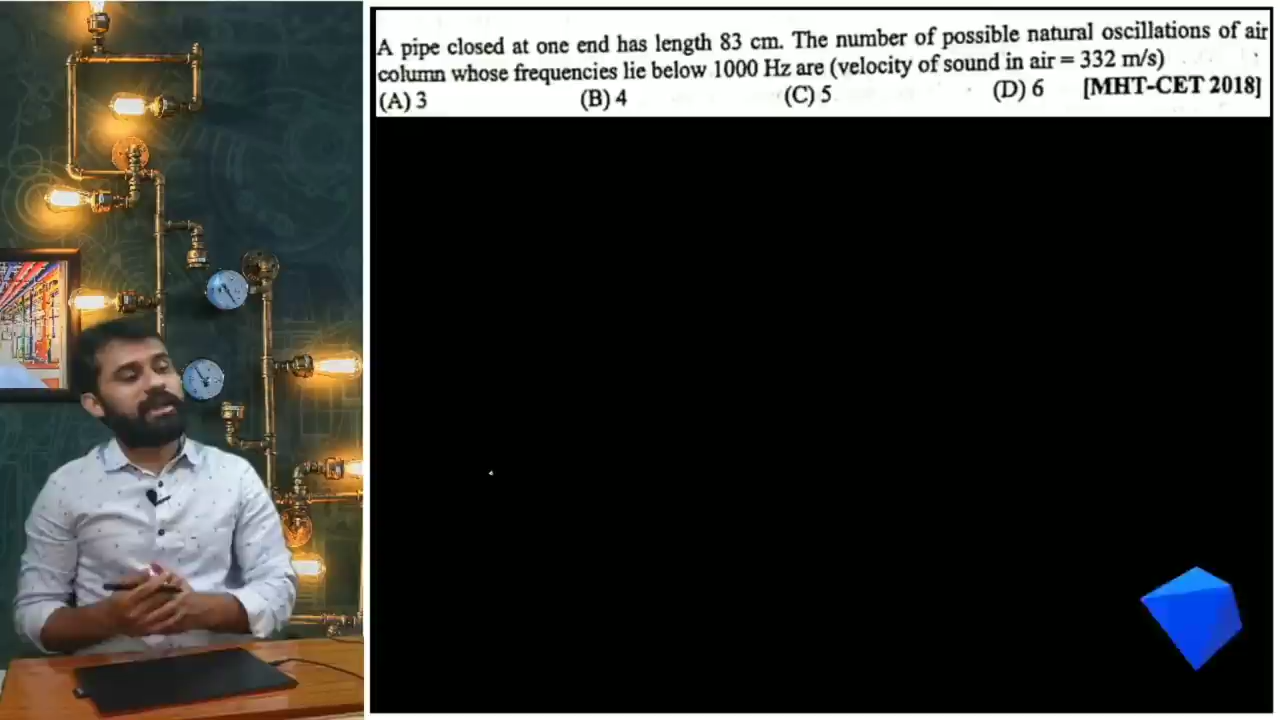 A pipe closed at one end has length 83 cm. The number of possible natural oscillations of air
column whose frequencies lie below 1000 Hz are (velocity of sound in air = 332 m/s)
(A) 3 (B) 4 (C) 5 (D) 6 [MHT-CET 2018]